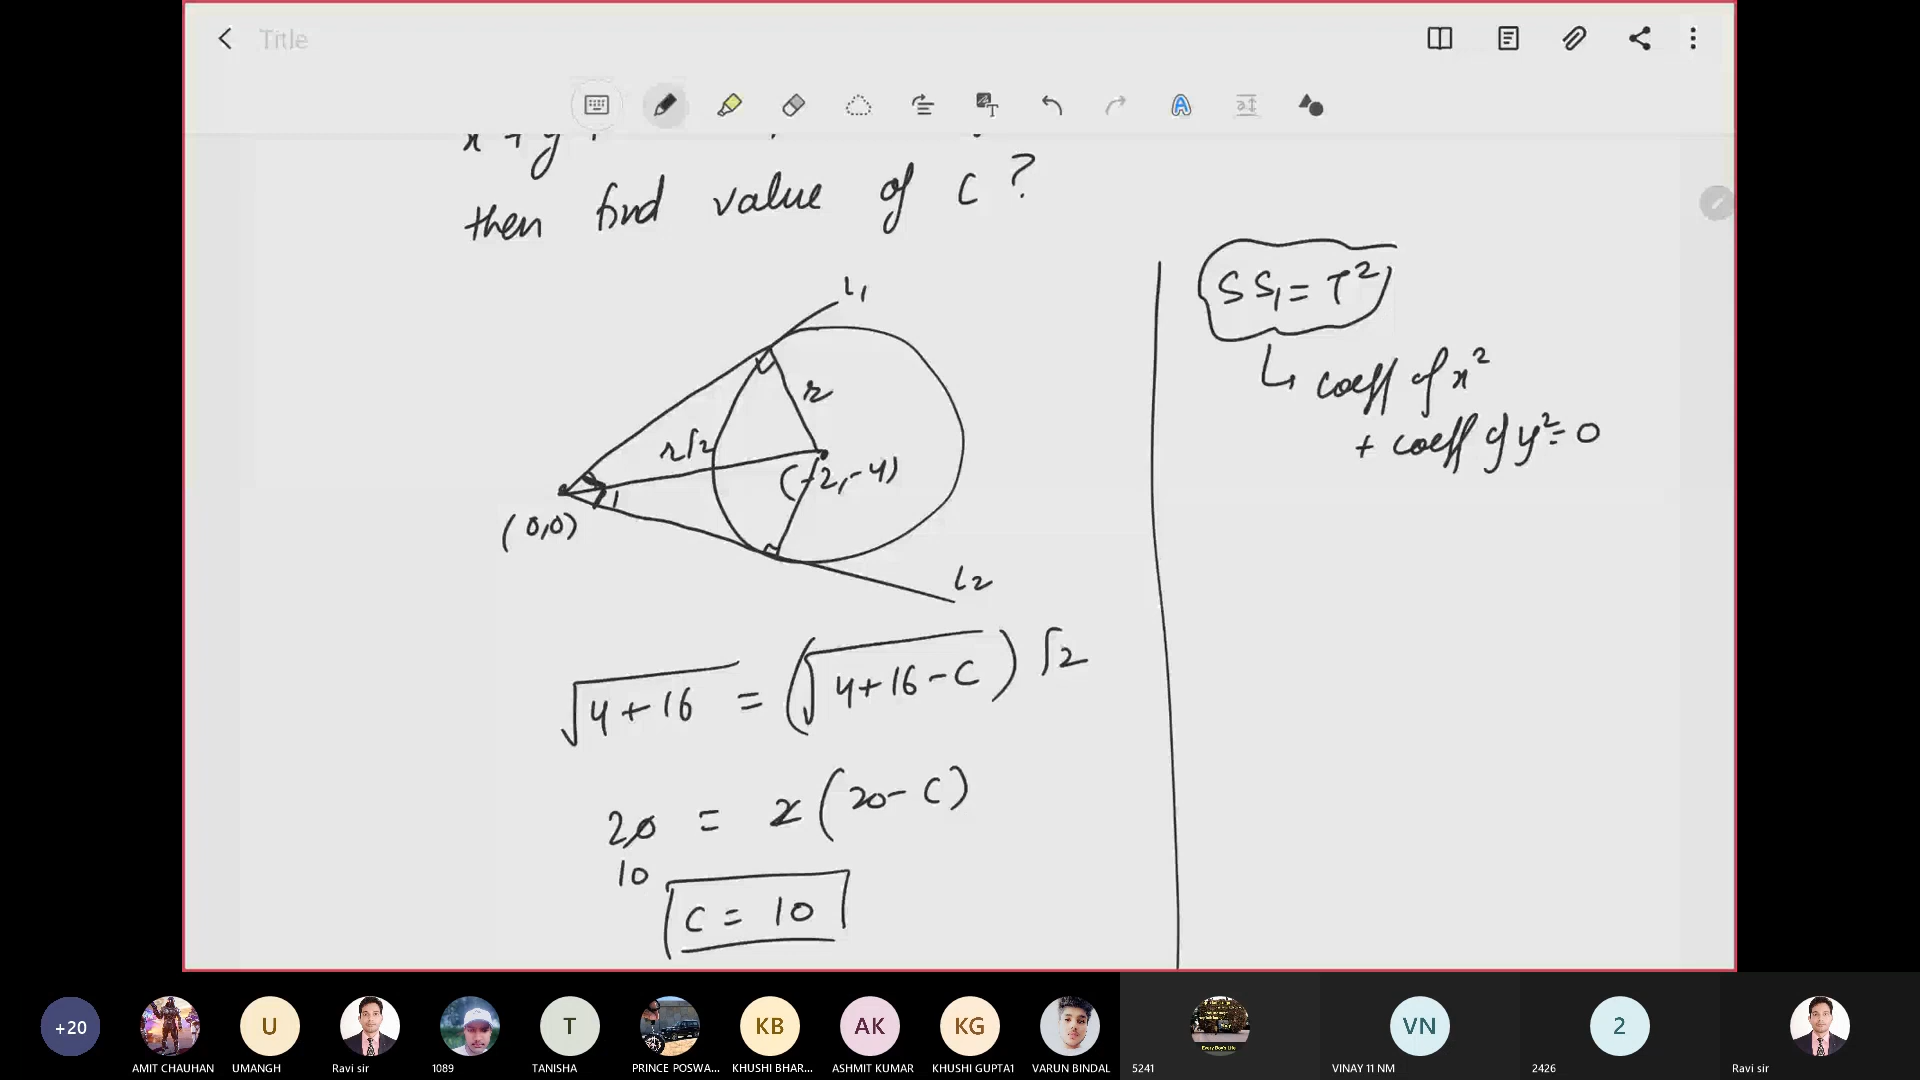 Title
then find value of c ?
L₁
r
r√2
(-2,-4)
(0,0)
L₂
√4+16 = (√4+16-C) √2
20 = 2(20-C)
10
C = 10
SS₁ = T²
↳ coeff of x²
+ coeff of y² = 0
+20
AMIT CHAUHAN
U
UMANGH
Ravi sir
1089
T
TANISHA
PRINCE POSWA...
KB
KHUSHI BHAR...
AK
ASHMIT KUMAR
KG
KHUSHI GUPTA1
VARUN BINDAL
5241
VN
VINAY 11 NM
2
2426
Ravi sir